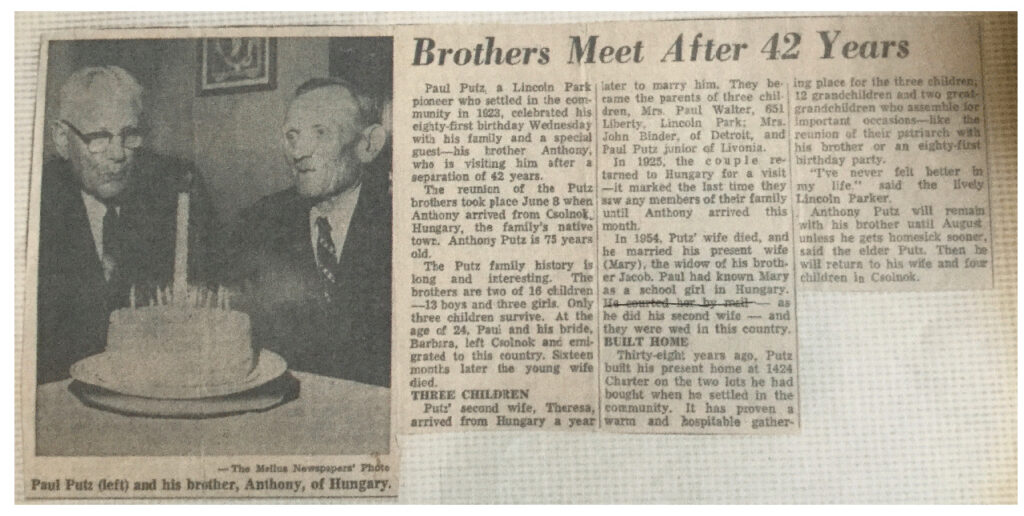 Brothers Meet After 42 Years
Paul Putz, a Lincoln Park
pioneer who settled in the com-
munity in 1923, celebrated his
eighty-first birthday Wednesday
with his family and a special
guest—his brother Anthony,
who is visiting him after a
separation of 42 years.
The reunion of the Putz
brothers took place June 8 when
Anthony arrived from Csolnok,
Hungary, the family's native
town. Anthony Putz is 75 years
old.
The Putz family history is
long and interesting. The
brothers are two of 16 children
—13 boys and three girls. Only
three children survive. At the
age of 24, Paul and his bride,
Barbara, left Csolnok and emi-
grated to this country. Sixteen
months later the young wife
died.
THREE CHILDREN
Putz' second wife, Theresa,
arrived from Hungary a year
later to marry him. They be-
came the parents of three chil-
dren, Mrs. Paul Walter, 651
Liberty, Lincoln Park; Mrs.
John Binder, of Detroit, and
Paul Putz junior of Livonia.
In 1925, the couple re-
turned to Hungary for a visit
—it marked the last time they
saw any members of their family
until Anthony arrived this
month.
In 1954, Putz' wife died, and
he married his present wife
(Mary), the widow of his broth-
er Jacob. Paul had known Mary
as a school girl in Hungary.
He courted her by mail — as
he did his second wife — and
they were wed in this country.
BUILT HOME
Thirty-eight years ago, Putz
built his present home at 1424
Charter on the two lots he had
bought when he settled in the
community. It has proven a
warm and hospitable gather-
ing place for the three children,
12 grandchildren and two great-
grandchildren who assemble for
important occasions—like the
reunion of their patriarch with
his brother or an eighty-first
birthday party.
"I've never felt better in
my life." said the lively
Lincoln Parker.
Anthony Putz will remain
with his brother until August
unless he gets homesick sooner,
said the elder Putz. Then he
will return to his wife and four
children in Csolnok.
—The Mellus Newspapers' Photo
Paul Putz (left) and his brother, Anthony, of Hungary.